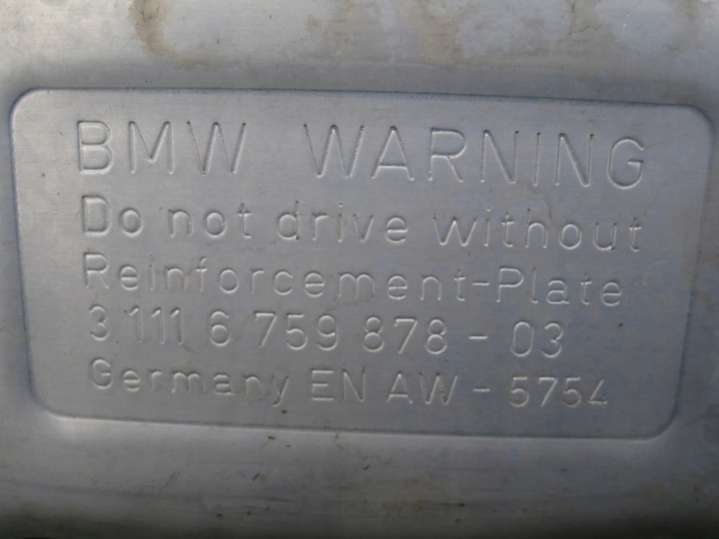 BMW WARNING
Do not drive without
Reinforcement-Plate
3 111 6 759 878 - 03
Germany EN AW - 5754